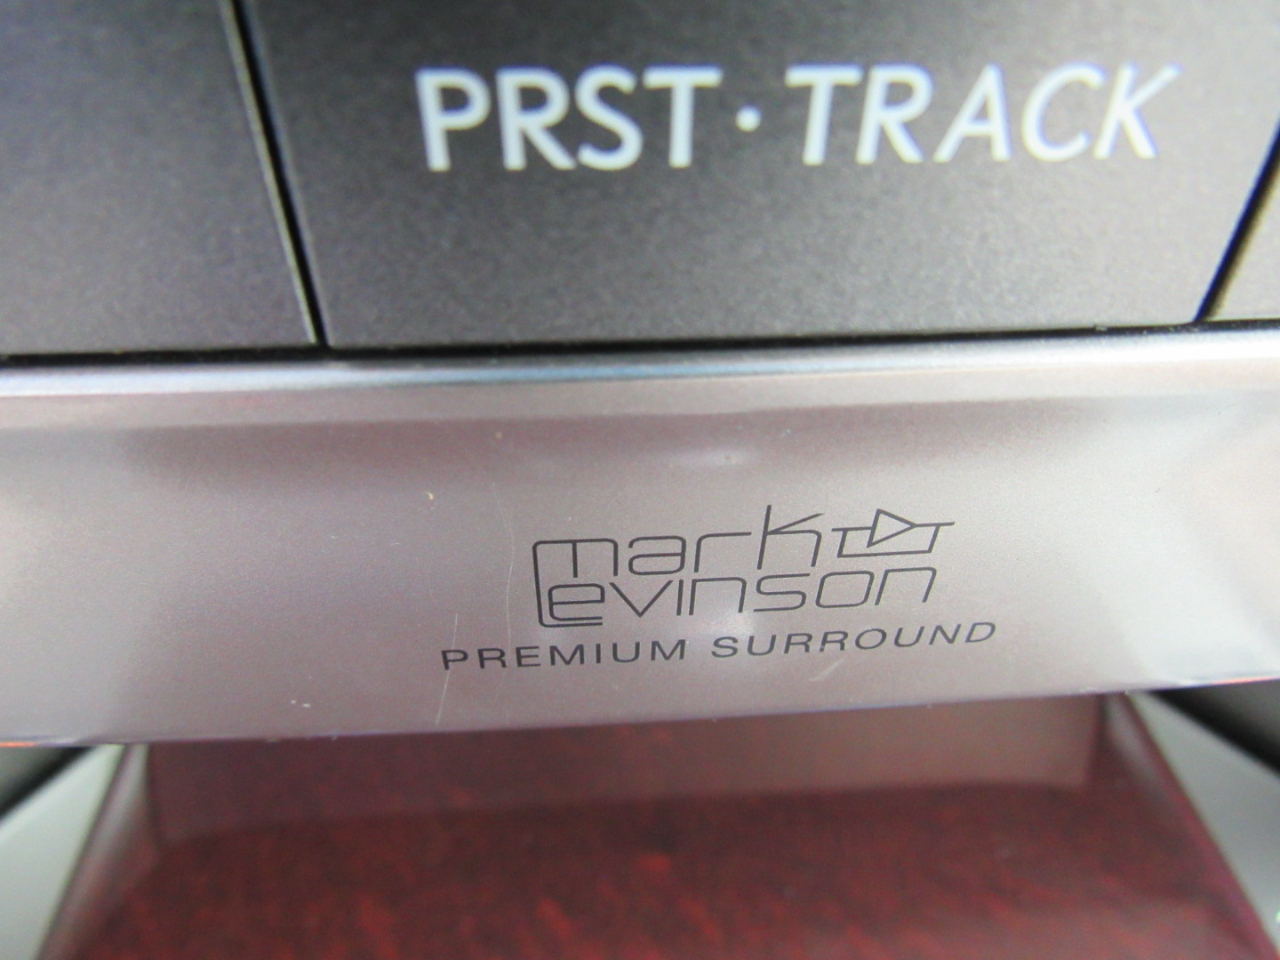 PRST·TRACK
mark
Levinson
PREMIUM SURROUND